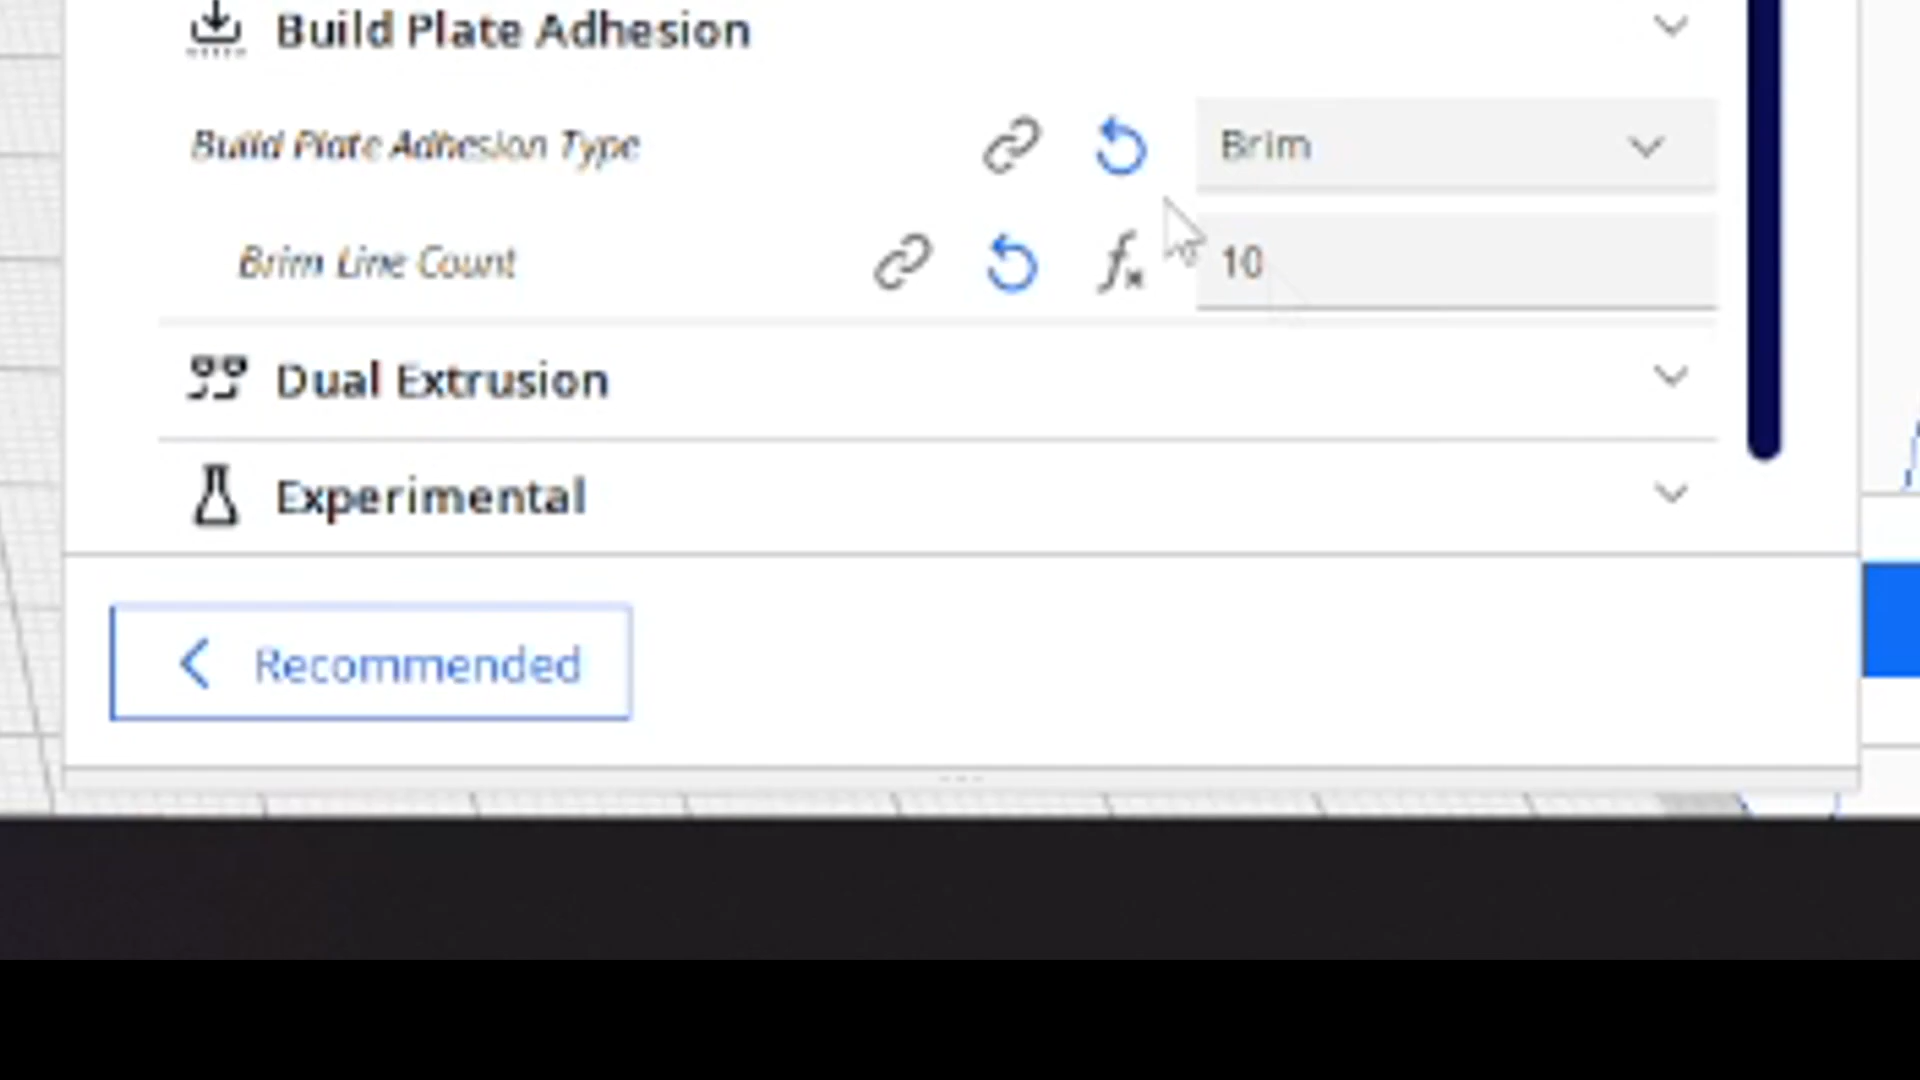 Build Plate Adhesion
Build Plate Adhesion Type
Brim
Brim Line Count
10
Dual Extrusion
Experimental
Recommended